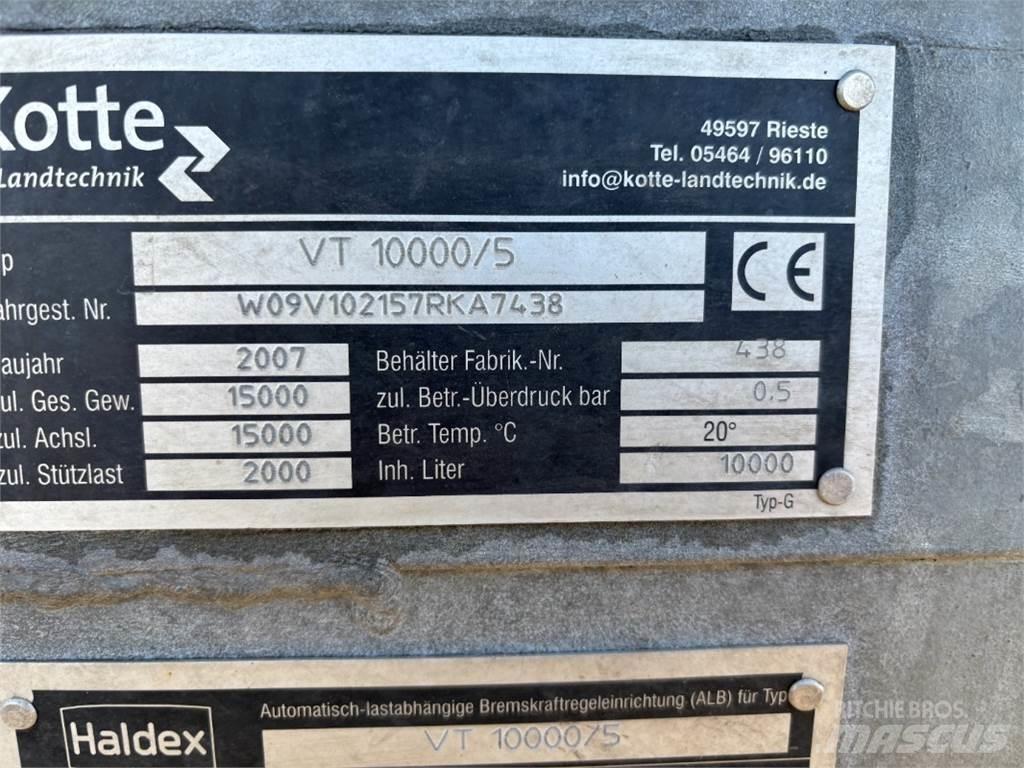 Kotte
Landtechnik
49597 Rieste
Tel. 05464 / 96110
info@kotte-landtechnik.de
p VT 10000/5 CE
ahrgest. Nr. W09V102157RKA7438
aujahr 2007 Behälter Fabrik.-Nr. 438
ul. Ges. Gew. 15000 zul. Betr.-Überdruck bar 0,5
zul. Achsl. 15000 Betr. Temp. °C 20°
zul. Stützlast 2000 Inh. Liter 10000
Typ-G
Haldex
Automatisch-lastabhängige Bremskraftregeleinrichtung (ALB) für Typ
VT 10000/5
RITCHIE BROS.
MASCUS